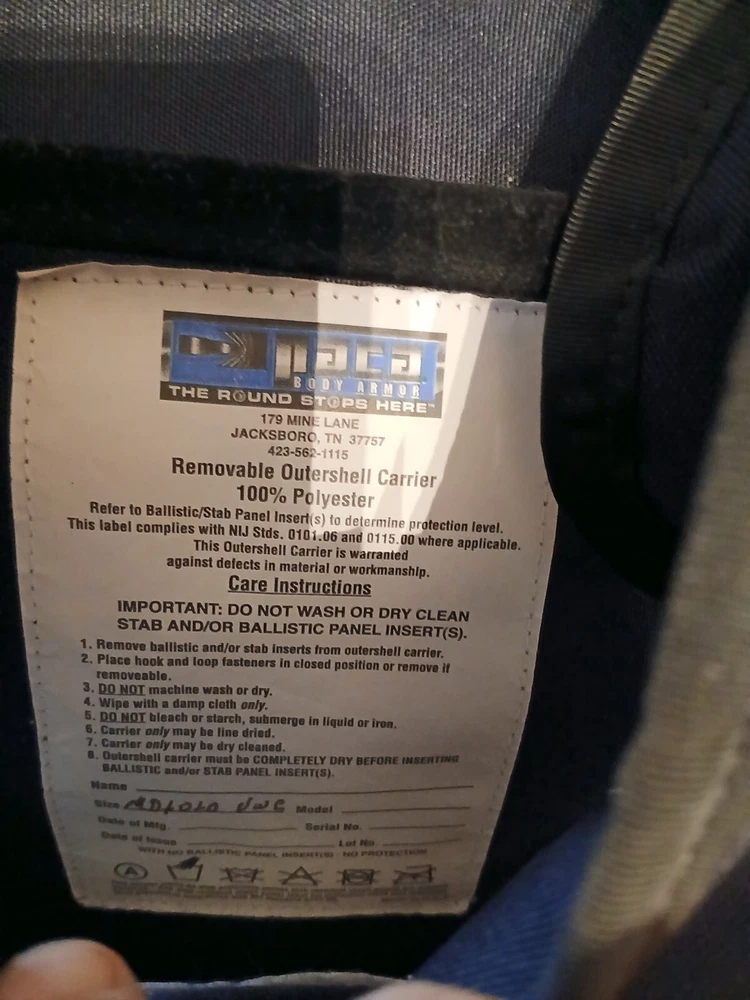 paca
BODY ARMOR™
THE ROUND STOPS HERE™
179 MINE LANE
JACKSBORO, TN 37757
423-562-1115
Removable Outershell Carrier
100% Polyester
Refer to Ballistic/Stab Panel Insert(s) to determine protection level.
This label complies with NIJ Stds. 0101.06 and 0115.00 where applicable.
This Outershell Carrier is warranted
against defects in material or workmanship.
Care Instructions
IMPORTANT: DO NOT WASH OR DRY CLEAN
STAB AND/OR BALLISTIC PANEL INSERT(S).
1. Remove ballistic and/or stab inserts from outershell carrier.
2. Place hook and loop fasteners in closed position or remove if
removeable.
3. DO NOT machine wash or dry.
4. Wipe with a damp cloth only.
5. DO NOT bleach or starch, submerge in liquid or iron.
6. Carrier only may be line dried.
7. Carrier only may be dry cleaned.
8. Outershell carrier must be COMPLETELY DRY BEFORE INSERTING
BALLISTIC and/or STAB PANEL INSERT(S).
Name
Size Model
Date of Mfg. Serial No.
Date of Issue Lot No.
WITH NO BALLISTIC PANEL INSERT(S) - NO PROTECTION
A